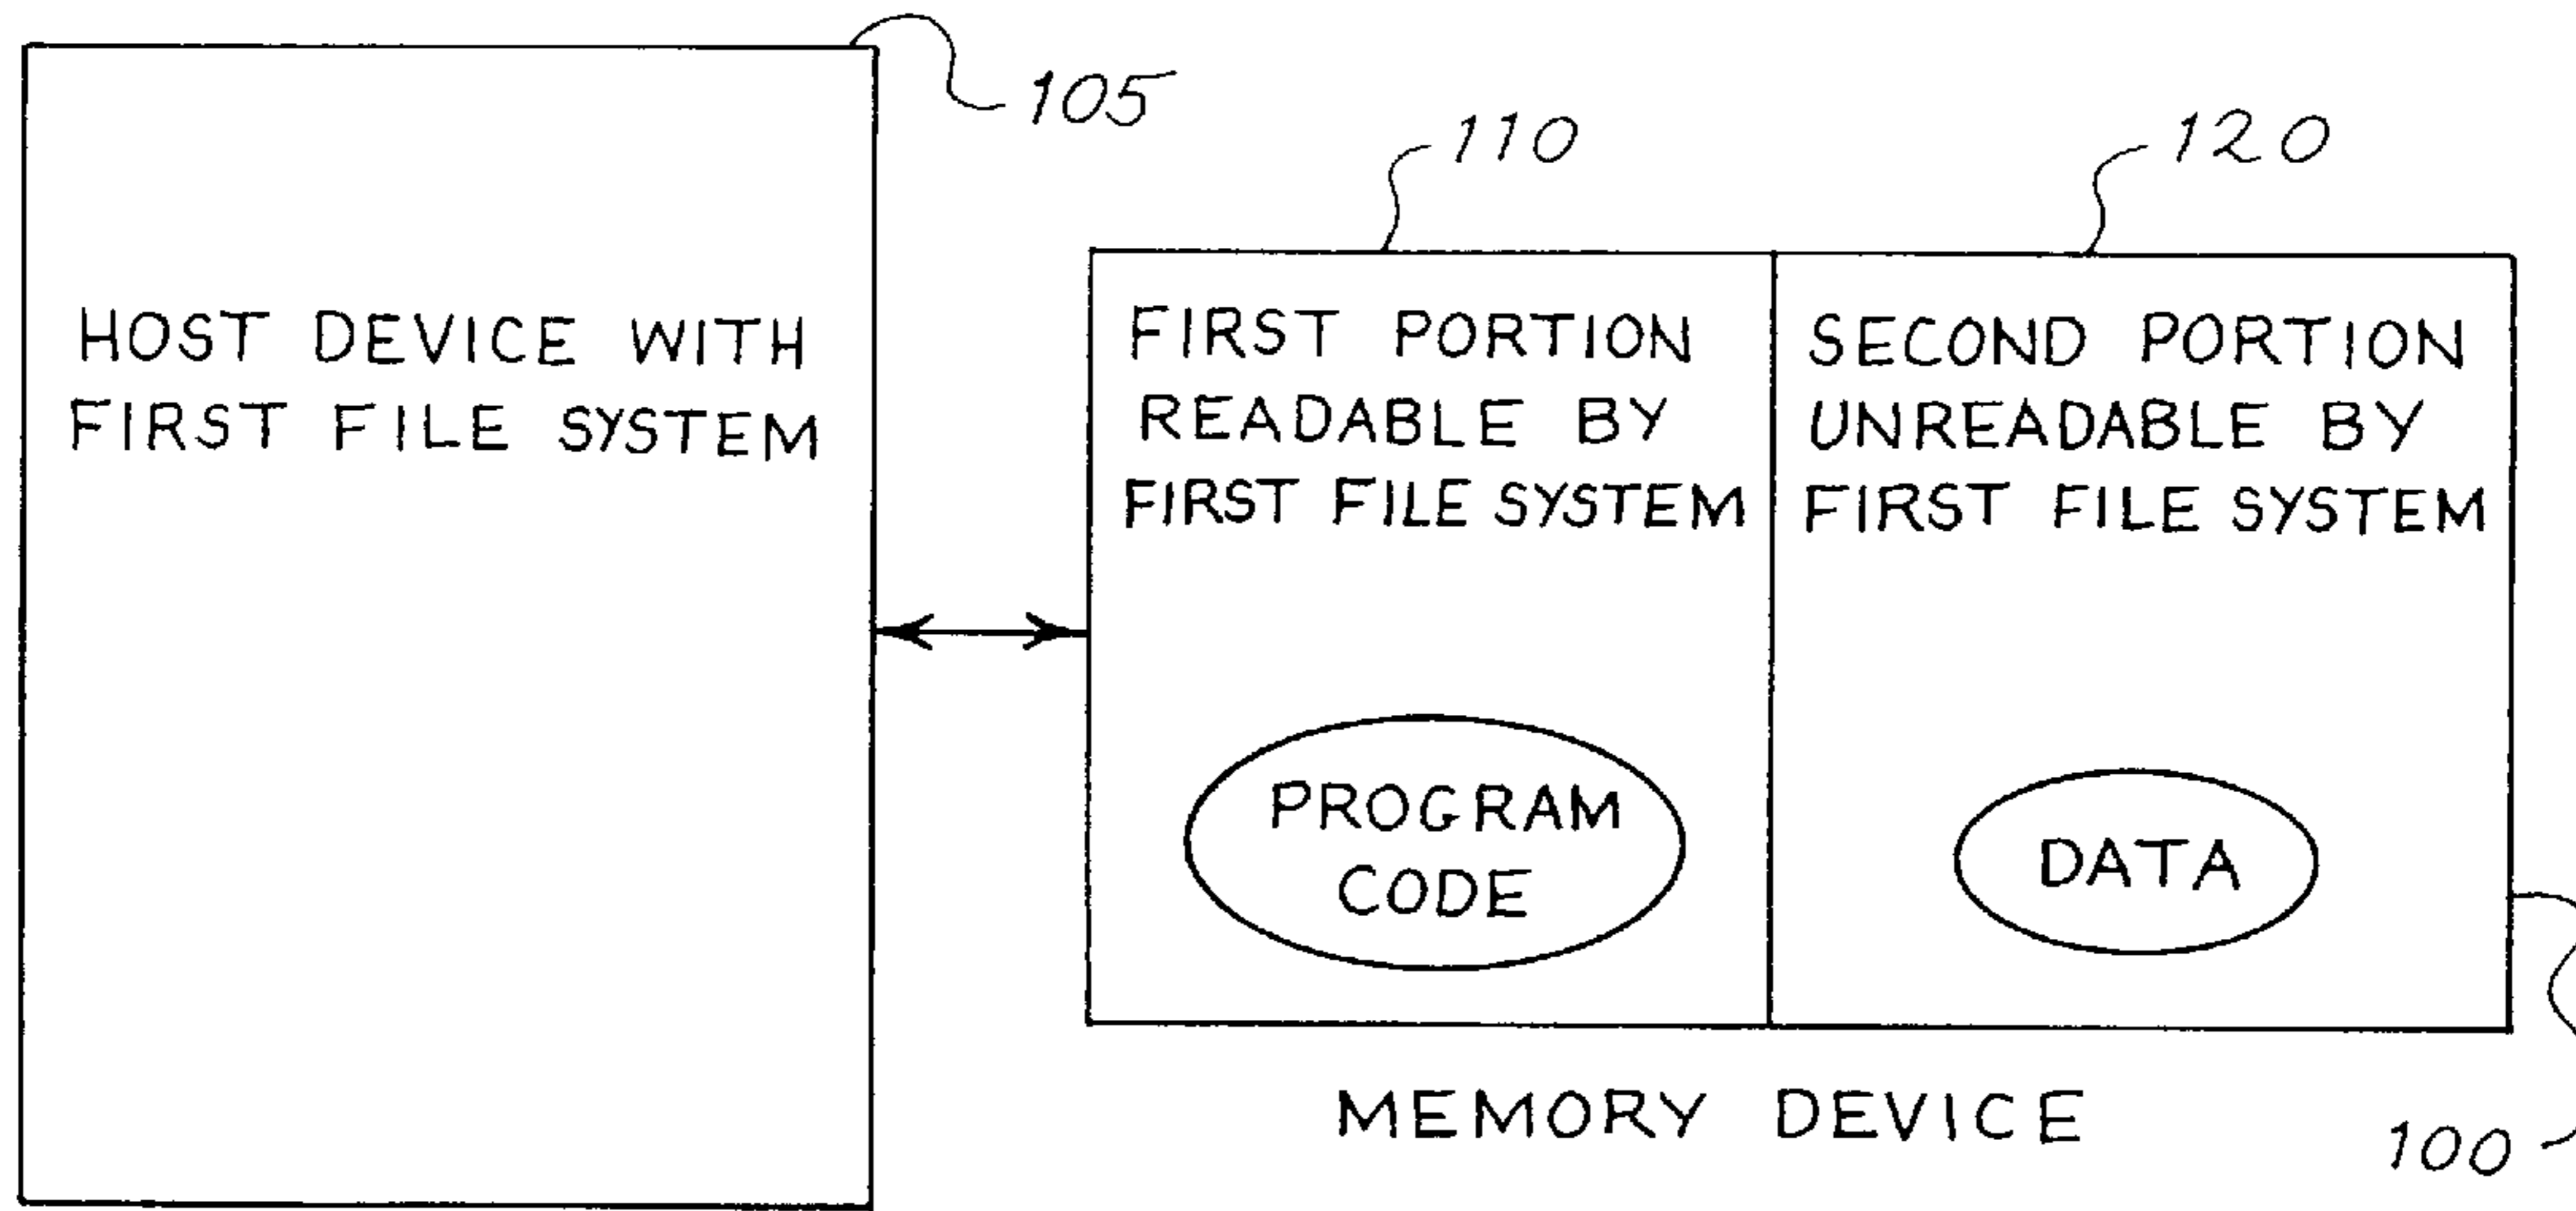 105
HOST DEVICE WITH
FIRST FILE SYSTEM
110
120
FIRST PORTION
READABLE BY
FIRST FILE SYSTEM
SECOND PORTION
UNREADABLE BY
FIRST FILE SYSTEM
PROGRAM
CODE
DATA
MEMORY DEVICE
100